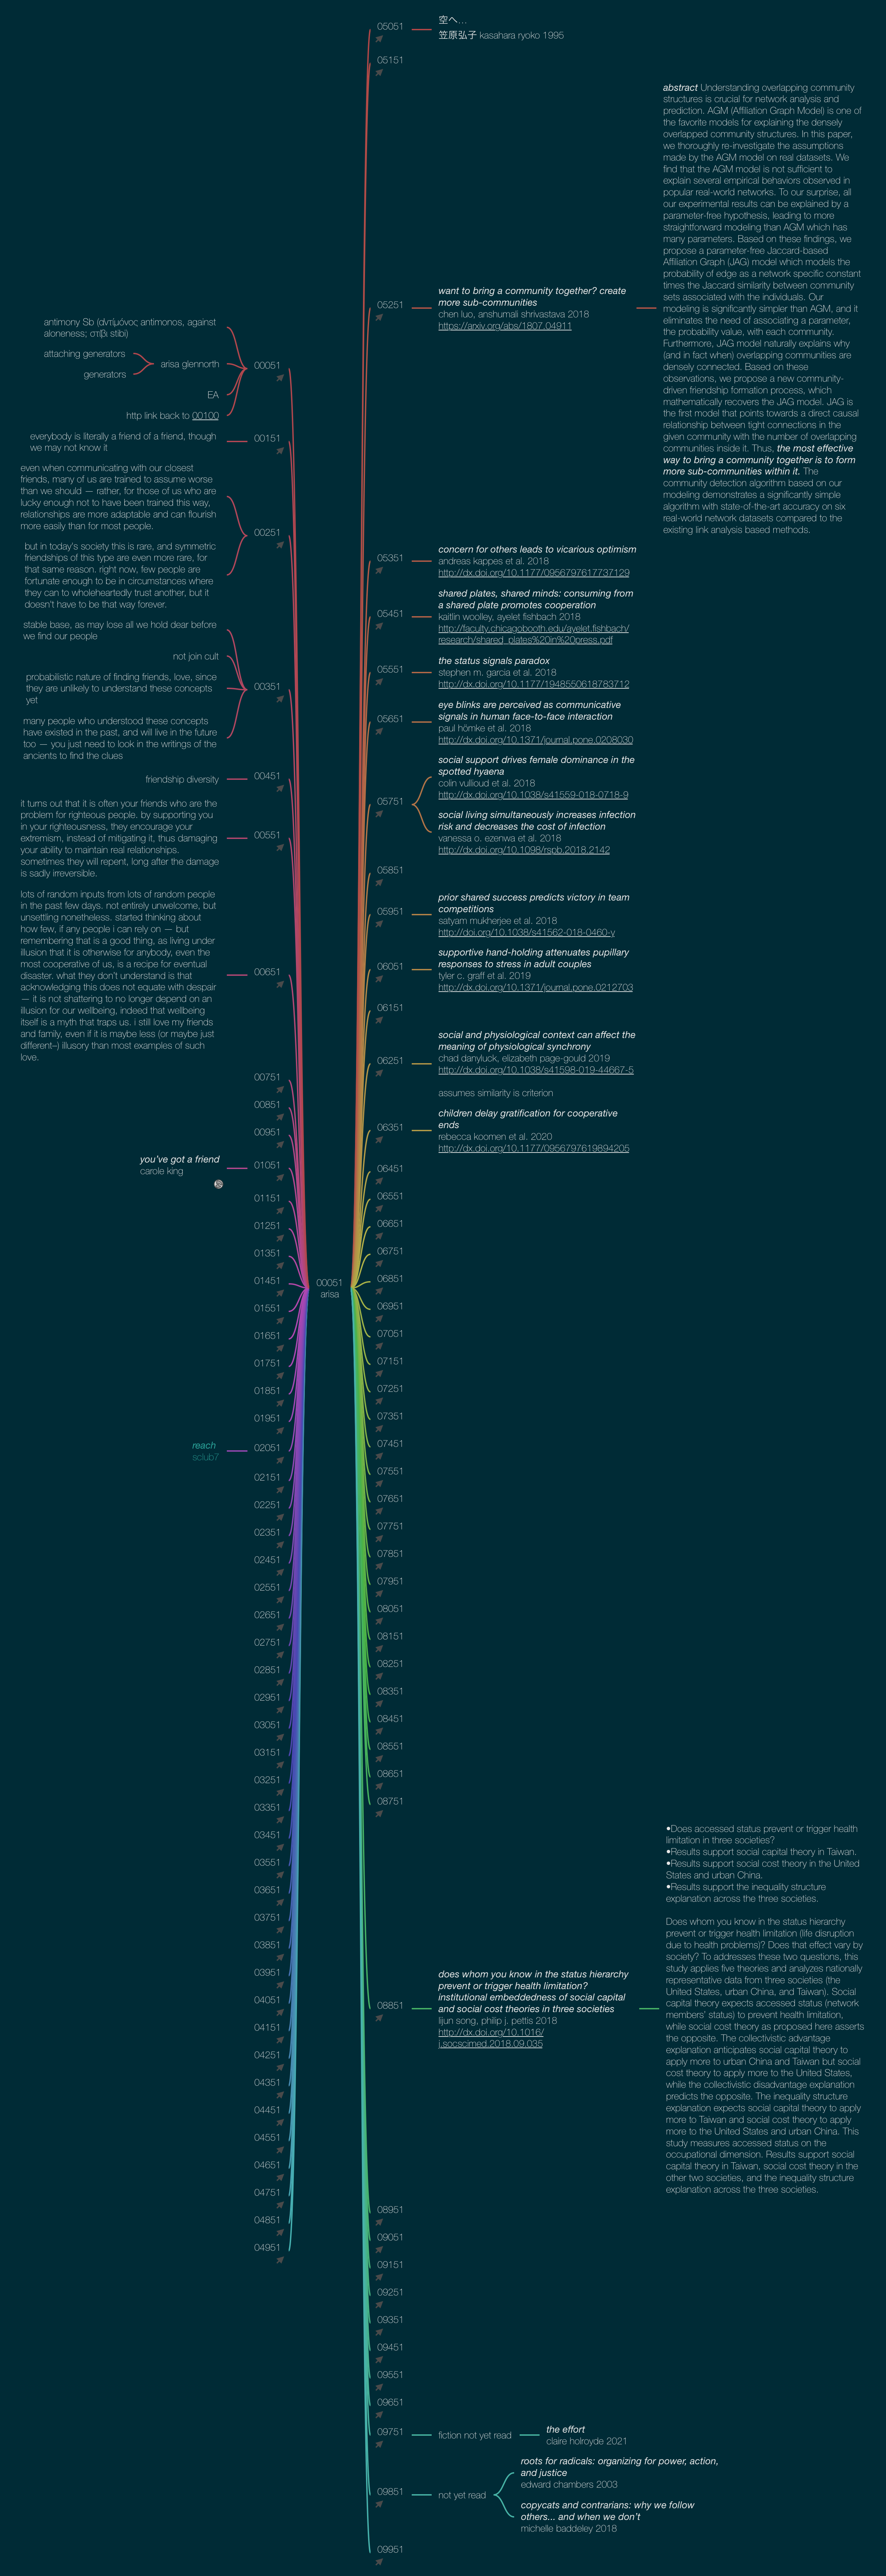 antimony Sb (ἀντίμόνος antimonos, against
aloneness; στιβι stibi)
attaching generators
generators
arisa glennorth
EA
http link back to 00100
00051
everybody is literally a friend of a friend, though
we may not know it
00151
even when communicating with our closest
friends, many of us are trained to assume worse
than we should — rather, for those of us who are
lucky enough not to have been trained this way,
relationships are more adaptable and can flourish
more easily than for most people.
but in today's society this is rare, and symmetric
friendships of this type are even more rare, for
that same reason. right now, few people are
fortunate enough to be in circumstances where
they can to wholeheartedly trust another, but it
doesn't have to be that way forever.
00251
stable base, as may lose all we hold dear before
we find our people
not join cult
probabilistic nature of finding friends, love, since
they are unlikely to understand these concepts
yet
many people who understood these concepts
have existed in the past, and will live in the future
too — you just need to look in the writings of the
ancients to find the clues
00351
friendship diversity
00451
it turns out that it is often your friends who are the
problem for righteous people. by supporting you
in your righteousness, they encourage your
extremism, instead of mitigating it, thus damaging
your ability to maintain real relationships.
sometimes they will repent, long after the damage
is sadly irreversible.
00551
lots of random inputs from lots of random people
in the past few days. not entirely unwelcome, but
unsettling nonetheless. started thinking about
how few, if any people i can rely on — but
remembering that is a good thing, as living under
illusion that it is otherwise for anybody, even the
most cooperative of us, is a recipe for eventual
disaster. what they don't understand is that
acknowledging this does not equate with despair
— it is not shattering to no longer depend on an
illusion for our wellbeing, indeed that wellbeing
itself is a myth that traps us. i still love my friends
and family, even if it is maybe less (or maybe just
different–) illusory than most examples of such
love.
00651
00751
00851
00951
you've got a friend
carole king
01051
01151
01251
01351
01451
01551
01651
01751
01851
01951
reach
sclub7
02051
02151
02251
02351
02451
02551
02651
02751
02851
02951
03051
03151
03251
03351
03451
03551
03651
03751
03851
03951
04051
04151
04251
04351
04451
04551
04651
04751
04851
04951
00051
arisa
05051
空へ…
笠原弘子 kasahara ryoko 1995
05151
05251
want to bring a community together? create
more sub-communities
chen luo, anshumali shrivastava 2018
https://arxiv.org/abs/1807.04911
abstract Understanding overlapping community
structures is crucial for network analysis and
prediction. AGM (Affiliation Graph Model) is one of
the favorite models for explaining the densely
overlapped community structures. In this paper,
we thoroughly re-investigate the assumptions
made by the AGM model on real datasets. We
find that the AGM model is not sufficient to
explain several empirical behaviors observed in
popular real-world networks. To our surprise, all
our experimental results can be explained by a
parameter-free hypothesis, leading to more
straightforward modeling than AGM which has
many parameters. Based on these findings, we
propose a parameter-free Jaccard-based
Affiliation Graph (JAG) model which models the
probability of edge as a network specific constant
times the Jaccard similarity between community
sets associated with the individuals. Our
modeling is significantly simpler than AGM, and it
eliminates the need of associating a parameter,
the probability value, with each community.
Furthermore, JAG model naturally explains why
(and in fact when) overlapping communities are
densely connected. Based on these
observations, we propose a new community-
driven friendship formation process, which
mathematically recovers the JAG model. JAG is
the first model that points towards a direct causal
relationship between tight connections in the
given community with the number of overlapping
communities inside it. Thus, the most effective
way to bring a community together is to form
more sub-communities within it. The
community detection algorithm based on our
modeling demonstrates a significantly simple
algorithm with state-of-the-art accuracy on six
real-world network datasets compared to the
existing link analysis based methods.
05351
concern for others leads to vicarious optimism
andreas kappes et al. 2018
http://dx.doi.org/10.1177/0956797617737129
05451
shared plates, shared minds: consuming from
a shared plate promotes cooperation
kaitlin woolley, ayelet fishbach 2018
http://faculty.chicagobooth.edu/ayelet.fishbach/
research/shared_plates%20in%20press.pdf
05551
the status signals paradox
stephen m. garcia et al. 2018
http://dx.doi.org/10.1177/1948550618783712
05651
eye blinks are perceived as communicative
signals in human face-to-face interaction
paul hömke et al. 2018
http://dx.doi.org/10.1371/journal.pone.0208030
05751
social support drives female dominance in the
spotted hyaena
colin vullioud et al. 2018
http://dx.doi.org/10.1038/s41559-018-0718-9
social living simultaneously increases infection
risk and decreases the cost of infection
vanessa o. ezenwa et al. 2018
http://dx.doi.org/10.1098/rspb.2018.2142
05851
05951
prior shared success predicts victory in team
competitions
satyam mukherjee et al. 2018
http://doi.org/10.1038/s41562-018-0460-y
06051
supportive hand-holding attenuates pupillary
responses to stress in adult couples
tyler c. graff et al. 2019
http://dx.doi.org/10.1371/journal.pone.0212703
06151
06251
social and physiological context can affect the
meaning of physiological synchrony
chad danyluck, elizabeth page-gould 2019
http://dx.doi.org/10.1038/s41598-019-44667-5
assumes similarity is criterion
06351
children delay gratification for cooperative
ends
rebecca koomen et al. 2020
http://dx.doi.org/10.1177/0956797619894205
06451
06551
06651
06751
06851
06951
07051
07151
07251
07351
07451
07551
07651
07751
07851
07951
08051
08151
08251
08351
08451
08551
08651
08751
08851
does whom you know in the status hierarchy
prevent or trigger health limitation?
institutional embeddedness of social capital
and social cost theories in three societies
lijun song, philip j. pettis 2018
http://dx.doi.org/10.1016/
j.socscimed.2018.09.035
•Does accessed status prevent or trigger health
limitation in three societies?
•Results support social capital theory in Taiwan.
•Results support social cost theory in the United
States and urban China.
•Results support the inequality structure
explanation across the three societies.
Does whom you know in the status hierarchy
prevent or trigger health limitation (life disruption
due to health problems)? Does that effect vary by
society? To addresses these two questions, this
study applies five theories and analyzes nationally
representative data from three societies (the
United States, urban China, and Taiwan). Social
capital theory expects accessed status (network
members' status) to prevent health limitation,
while social cost theory as proposed here asserts
the opposite. The collectivistic advantage
explanation anticipates social capital theory to
apply more to urban China and Taiwan but social
cost theory to apply more to the United States,
while the collectivistic disadvantage explanation
predicts the opposite. The inequality structure
explanation expects social capital theory to apply
more to Taiwan and social cost theory to apply
more to the United States and urban China. This
study measures accessed status on the
occupational dimension. Results support social
capital theory in Taiwan, social cost theory in the
other two societies, and the inequality structure
explanation across the three societies.
08951
09051
09151
09251
09351
09451
09551
09651
09751
fiction not yet read
the effort
claire holroyde 2021
09851
not yet read
roots for radicals: organizing for power, action,
and justice
edward chambers 2003
copycats and contrarians: why we follow
others... and when we don't
michelle baddeley 2018
09951